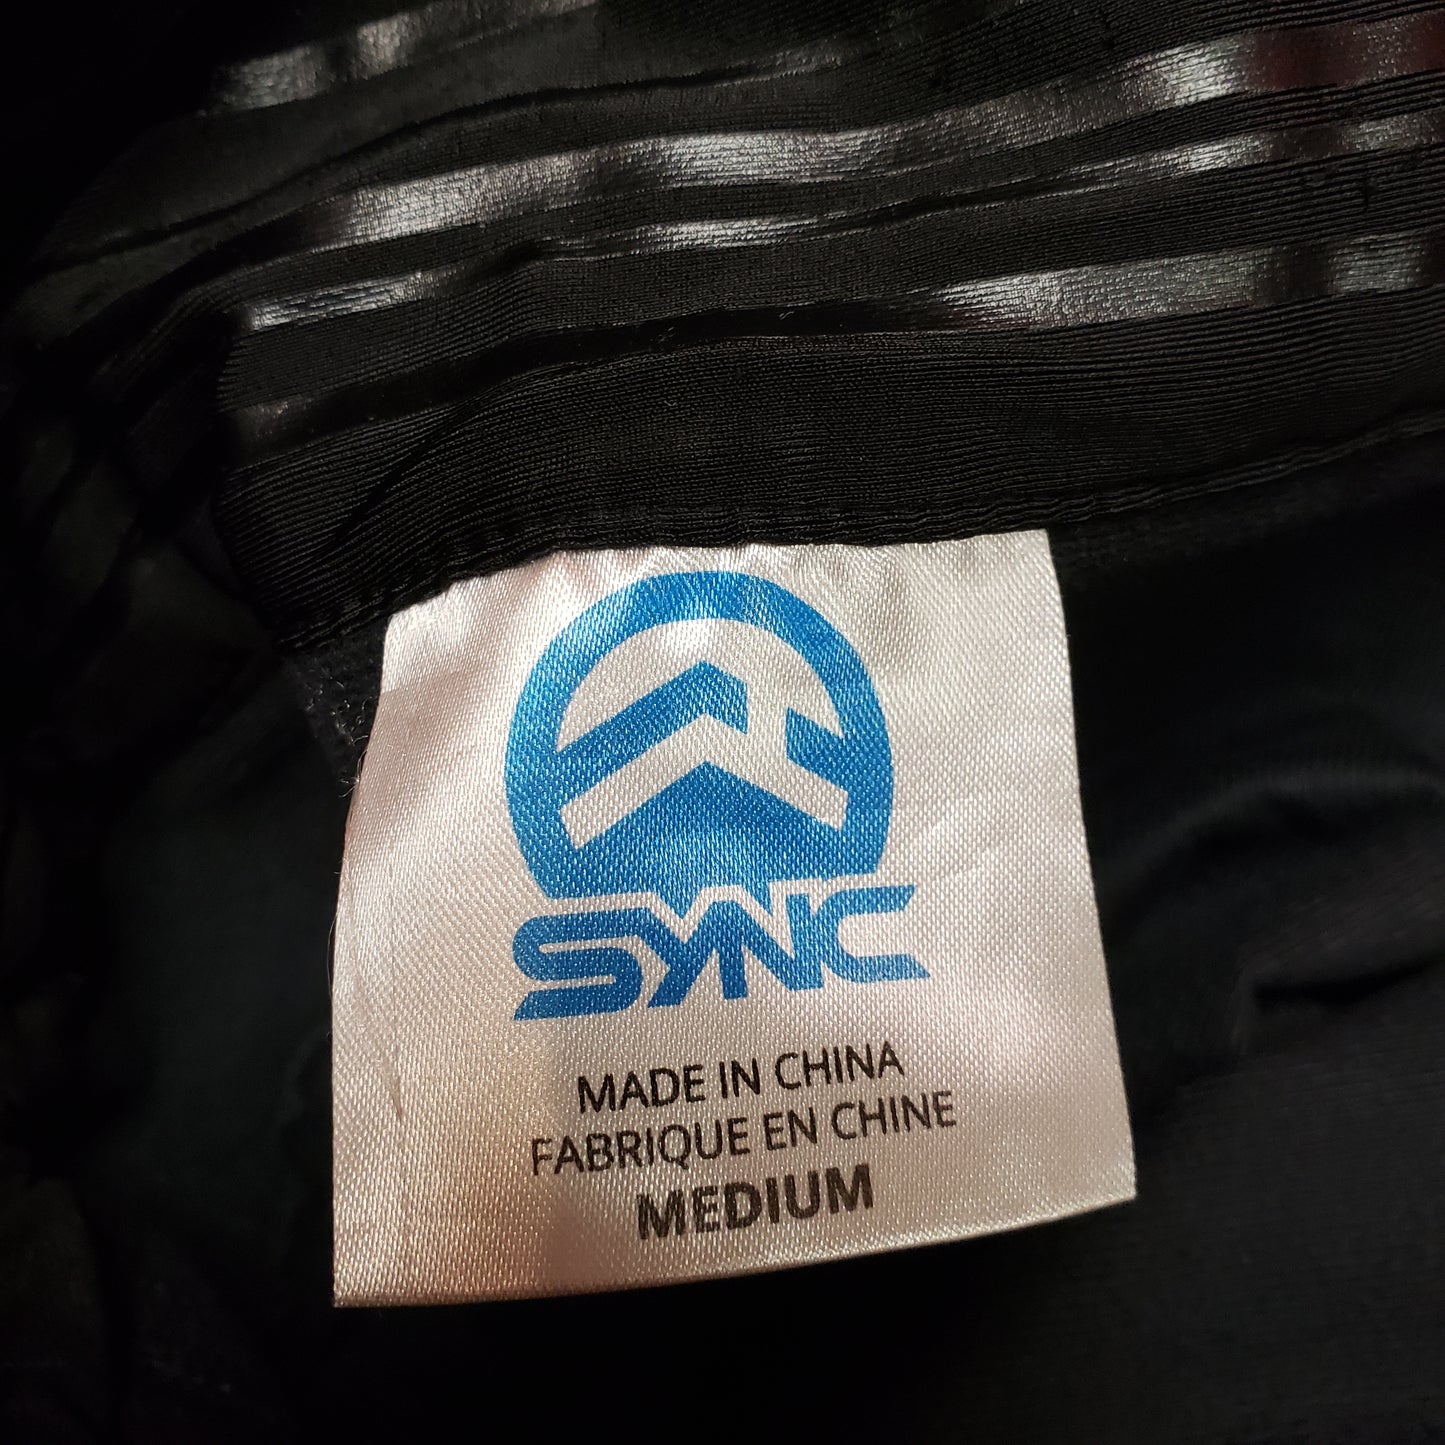 SYNC
MADE IN CHINA
FABRIQUE EN CHINE
MEDIUM